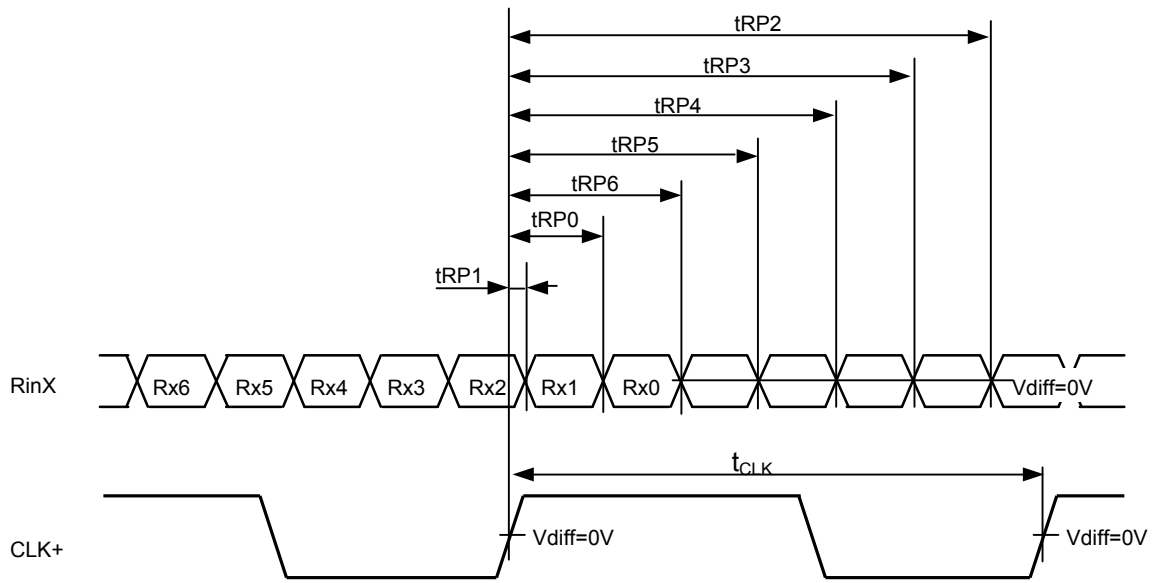 tRP2
tRP3
tRP4
tRP5
tRP6
tRP0
tRP1
RinX Rx6 Rx5 Rx4 Rx3 Rx2 Rx1 Rx0 Vdiff=0V
tCLK
CLK+ Vdiff=0V Vdiff=0V